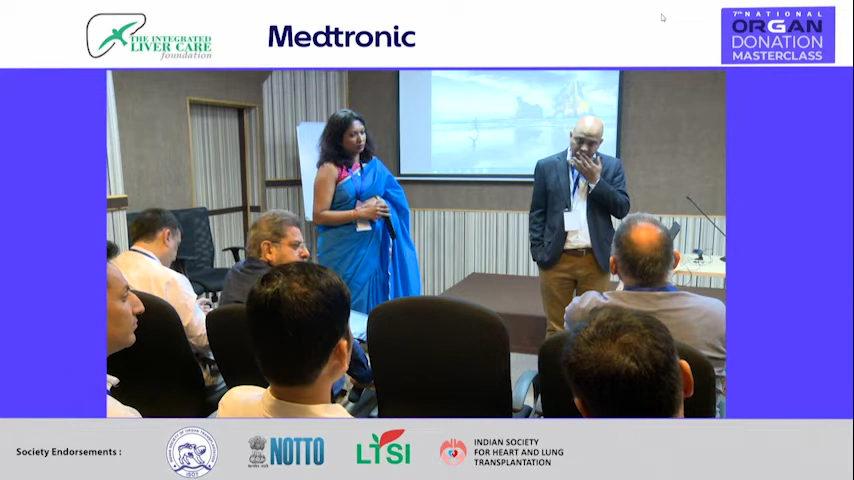 THE INTEGRATED
LIVER CARE
foundation
Medtronic
7TH NATIONAL
ORGAN
DONATION
MASTERCLASS
Society Endorsements :
ISOT
NOTTO
LTSI
INDIAN SOCIETY
FOR HEART AND LUNG
TRANSPLANTATION